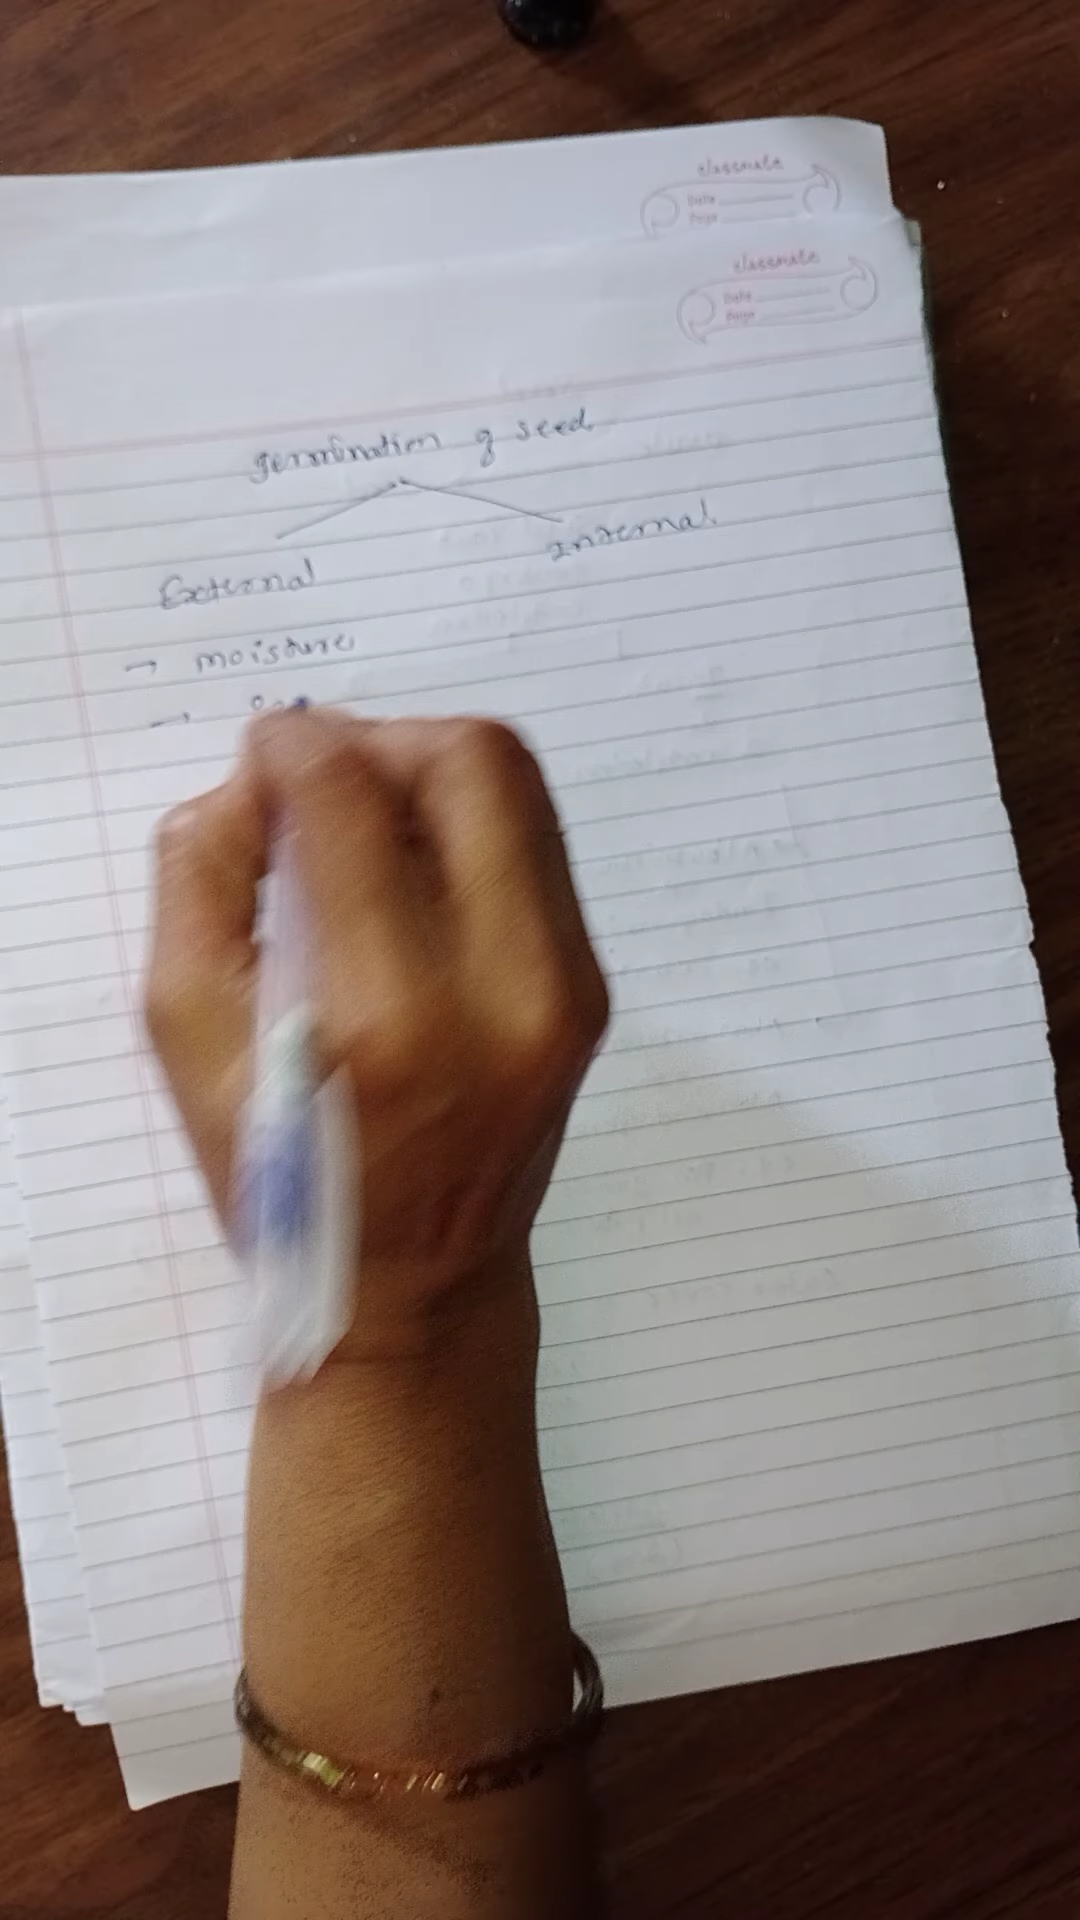 classmate
Date
Page
classmate
Date
Page
germination of seed
External Internal
→ moisture
→